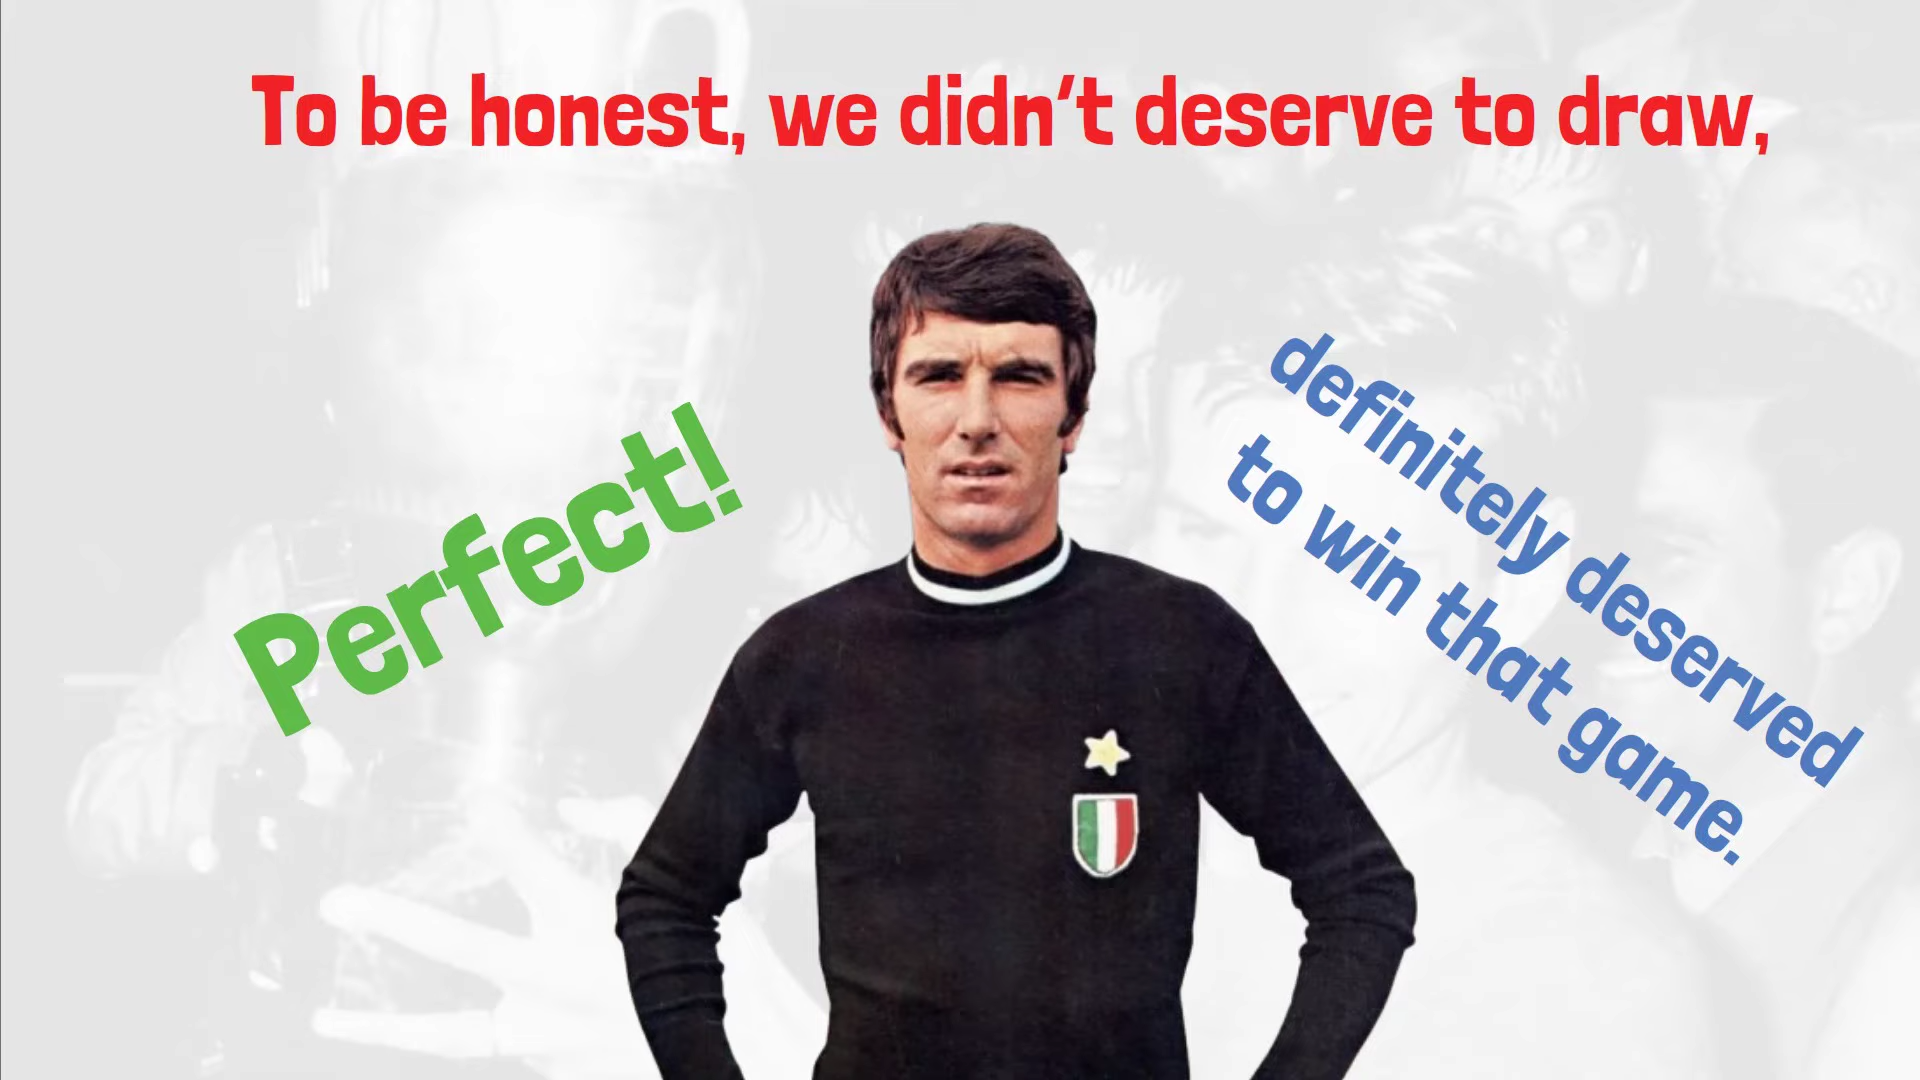 To be honest, we didn't deserve to draw,
Perfect!
definitely deserved
to win that game.